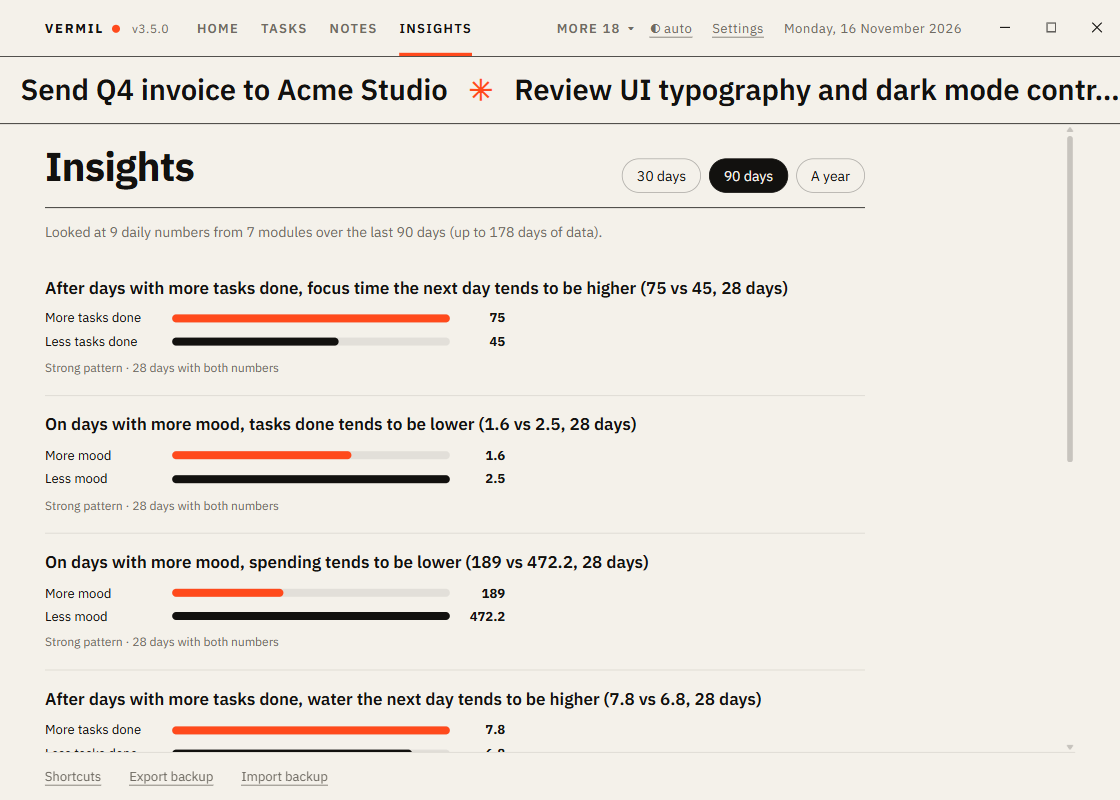 VERMIL v3.5.0 HOME TASKS NOTES INSIGHTS MORE 18 auto Settings Monday, 16 November 2026
Send Q4 invoice to Acme Studio ✳ Review UI typography and dark mode contr...
Insights
30 days 90 days A year
Looked at 9 daily numbers from 7 modules over the last 90 days (up to 178 days of data).
After days with more tasks done, focus time the next day tends to be higher (75 vs 45, 28 days)
More tasks done 75
Less tasks done 45
Strong pattern · 28 days with both numbers
On days with more mood, tasks done tends to be lower (1.6 vs 2.5, 28 days)
More mood 1.6
Less mood 2.5
Strong pattern · 28 days with both numbers
On days with more mood, spending tends to be lower (189 vs 472.2, 28 days)
More mood 189
Less mood 472.2
Strong pattern · 28 days with both numbers
After days with more tasks done, water the next day tends to be higher (7.8 vs 6.8, 28 days)
More tasks done 7.8
Less tasks done 6.8
Shortcuts Export backup Import backup